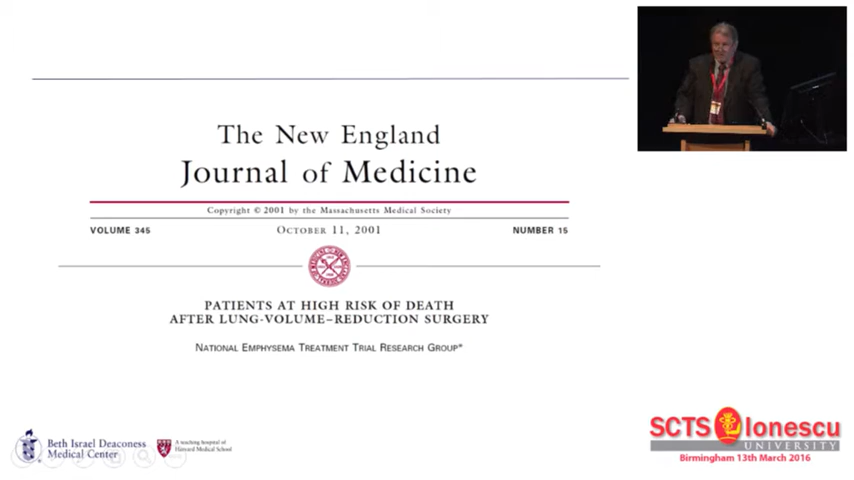 The New England
Journal of Medicine
Copyright © 2001 by the Massachusetts Medical Society
VOLUME 345
OCTOBER 11, 2001
NUMBER 15
PATIENTS AT HIGH RISK OF DEATH
AFTER LUNG-VOLUME–REDUCTION SURGERY
NATIONAL EMPHYSEMA TREATMENT TRIAL RESEARCH GROUP*
Beth Israel Deaconess
Medical Center
A teaching hospital of
Harvard Medical School
SCTS Ionescu
UNIVERSITY
Birmingham 13th March 2016